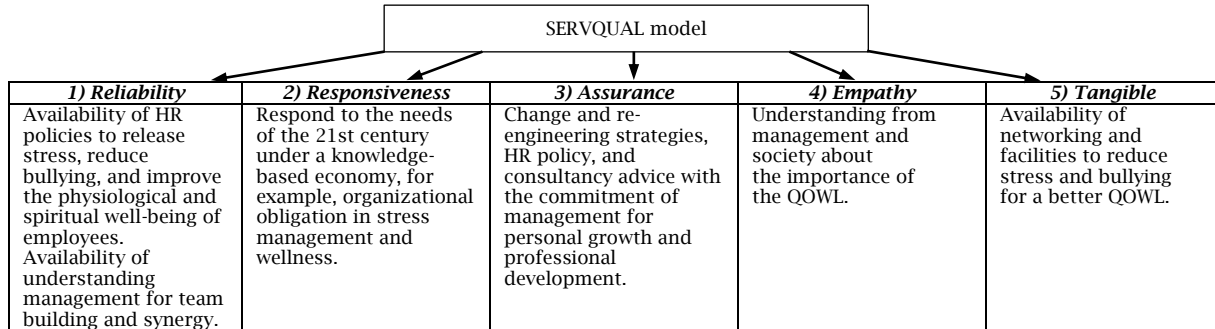 SERVQUAL model
1) Reliability
Availability of HR
policies to release
stress, reduce
bullying, and improve
the physiological and
spiritual well-being of
employees.
Availability of
understanding
management for team
building and synergy.
2) Responsiveness
Respond to the needs
of the 21st century
under a knowledge-
based economy, for
example, organizational
obligation in stress
management and
wellness.
3) Assurance
Change and re-
engineering strategies,
HR policy, and
consultancy advice with
the commitment of
management for
personal growth and
professional
development.
4) Empathy
Understanding from
management and
society about
the importance of
the QOWL.
5) Tangible
Availability of
networking and
facilities to reduce
stress and bullying
for a better QOWL.